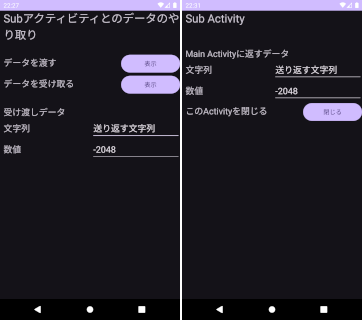 22:27
Subアクティビティとのデータのや
り取り
データを渡す
表示
データを受け取る
表示
受け渡しデータ
文字列
送り返す文字列
数値
-2048
22:31
Sub Activity
Main Activityに返すデータ
文字列
送り返す文字列
数値
-2048
このActivityを閉じる
閉じる